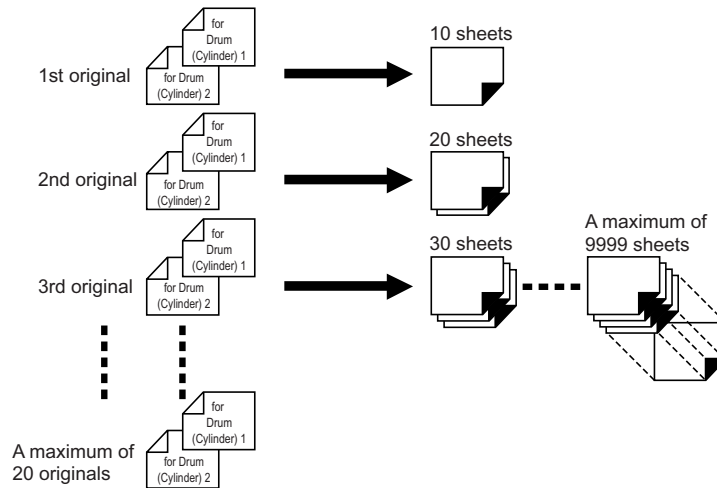 for
Drum
(Cylinder) 1
for Drum
(Cylinder) 2
1st original
10 sheets
for
Drum
(Cylinder) 1
for Drum
(Cylinder) 2
2nd original
20 sheets
for
Drum
(Cylinder) 1
for Drum
(Cylinder) 2
3rd original
30 sheets
A maximum of
9999 sheets
for
Drum
(Cylinder) 1
for Drum
(Cylinder) 2
A maximum of
20 originals